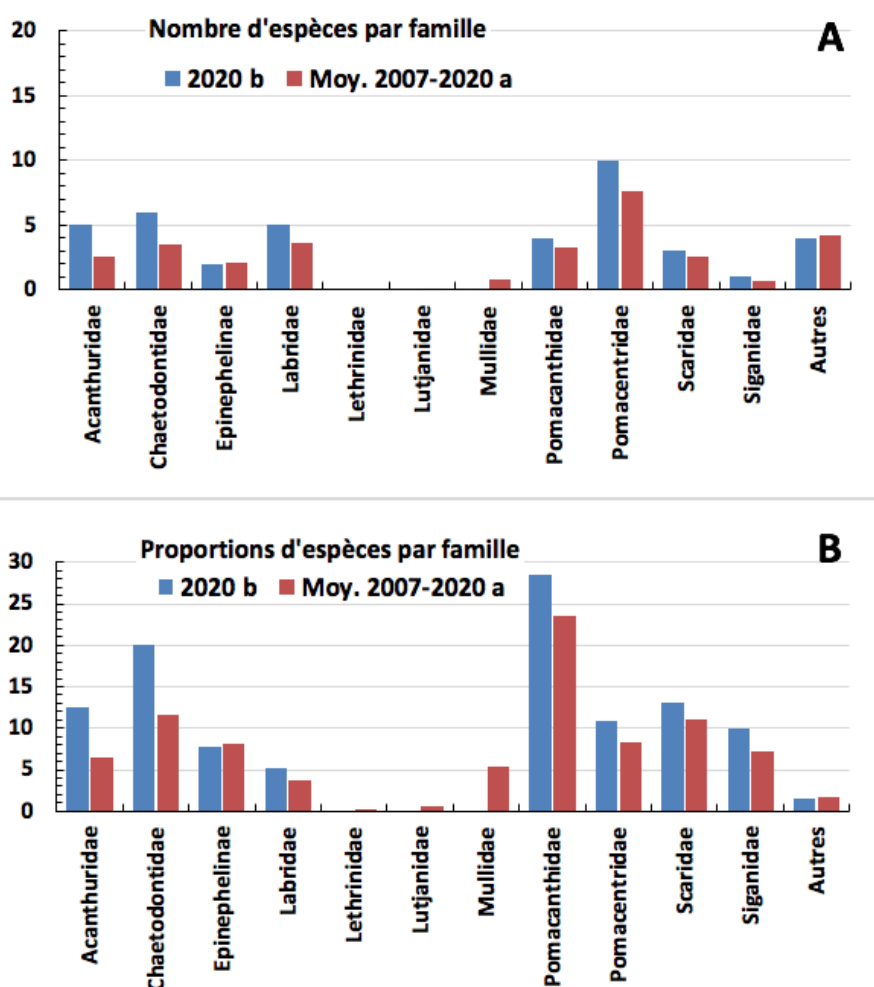 Nombre d'espèces par famille
A
2020 b Moy. 2007-2020 a
20
15
10
5
0
Acanthuridae
Chaetodontidae
Epinephelinae
Labridae
Lethrinidae
Lutjanidae
Mullidae
Pomacanthidae
Pomacentridae
Scaridae
Siganidae
Autres
Proportions d'espèces par famille
B
2020 b Moy. 2007-2020 a
30
25
20
15
10
5
0
Acanthuridae
Chaetodontidae
Epinephelinae
Labridae
Lethrinidae
Lutjanidae
Mullidae
Pomacanthidae
Pomacentridae
Scaridae
Siganidae
Autres